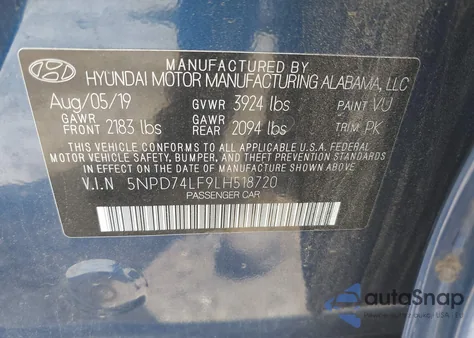 MANUFACTURED BY
HYUNDAI MOTOR MANUFACTURING ALABAMA, LLC
Aug/05/19 GVWR 3924 lbs PAINT VU
GAWR FRONT 2183 lbs GAWR REAR 2094 lbs TRIM PK
THIS VEHICLE CONFORMS TO ALL APPLICABLE U.S.A. FEDERAL
MOTOR VEHICLE SAFETY, BUMPER, AND THEFT PREVENTION STANDARDS
IN EFFECT ON THE DATE OF MANUFACTURE SHOWN ABOVE.
V.I.N 5NPD74LF9LH518720
PASSENGER CAR
autoSnap